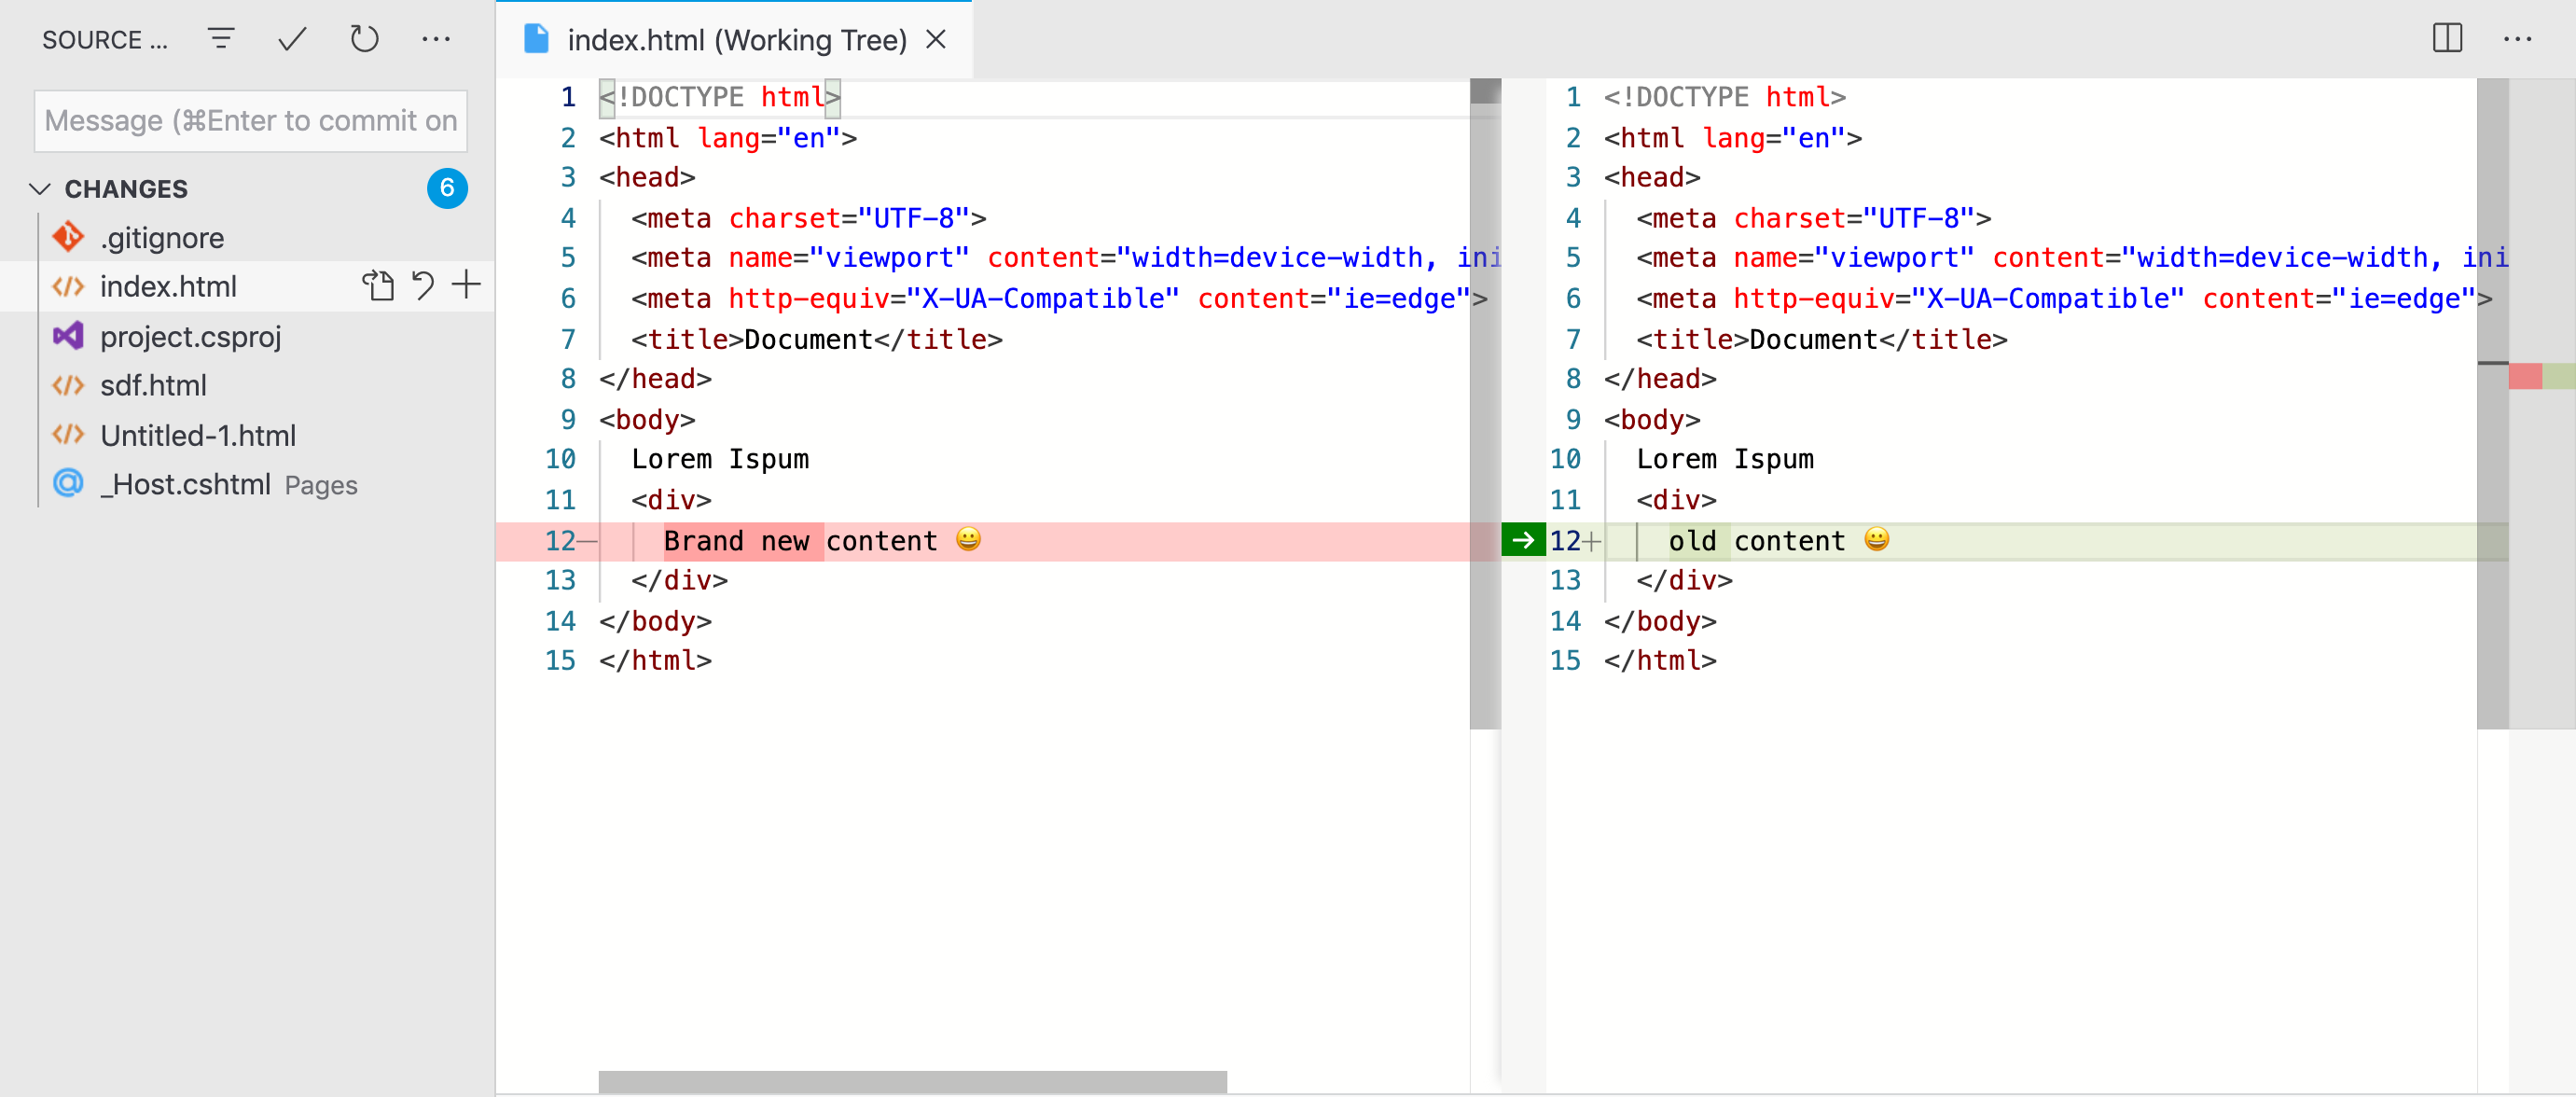 SOURCE ...
Message (⌘Enter to commit on
CHANGES 6
.gitignore
index.html
project.csproj
sdf.html
Untitled-1.html
_Host.cshtml Pages
index.html (Working Tree)
1 <!DOCTYPE html>
2 <html lang="en">
3 <head>
4 <meta charset="UTF-8">
5 <meta name="viewport" content="width=device-width, ini
6 <meta http-equiv="X-UA-Compatible" content="ie=edge">
7 <title>Document</title>
8 </head>
9 <body>
10 Lorem Ispum
11 <div>
12— Brand new content 😀
13 </div>
14 </body>
15 </html>
1 <!DOCTYPE html>
2 <html lang="en">
3 <head>
4 <meta charset="UTF-8">
5 <meta name="viewport" content="width=device-width, ini
6 <meta http-equiv="X-UA-Compatible" content="ie=edge">
7 <title>Document</title>
8 </head>
9 <body>
10 Lorem Ispum
11 <div>
12+ old content 😀
13 </div>
14 </body>
15 </html>